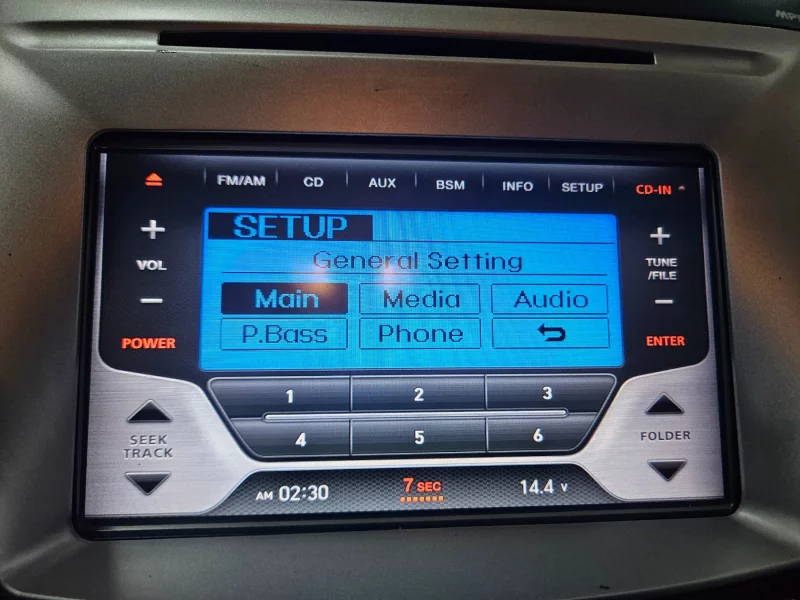 FM/AM CD AUX BSM INFO SETUP CD-IN
SETUP
+ +
General Setting
VOL TUNE
/FILE
Main Media Audio
− −
P.Bass Phone
POWER ENTER
1 2 3
4 5 6
SEEK
TRACK
FOLDER
AM 02:30 7 SEC 14.4 V